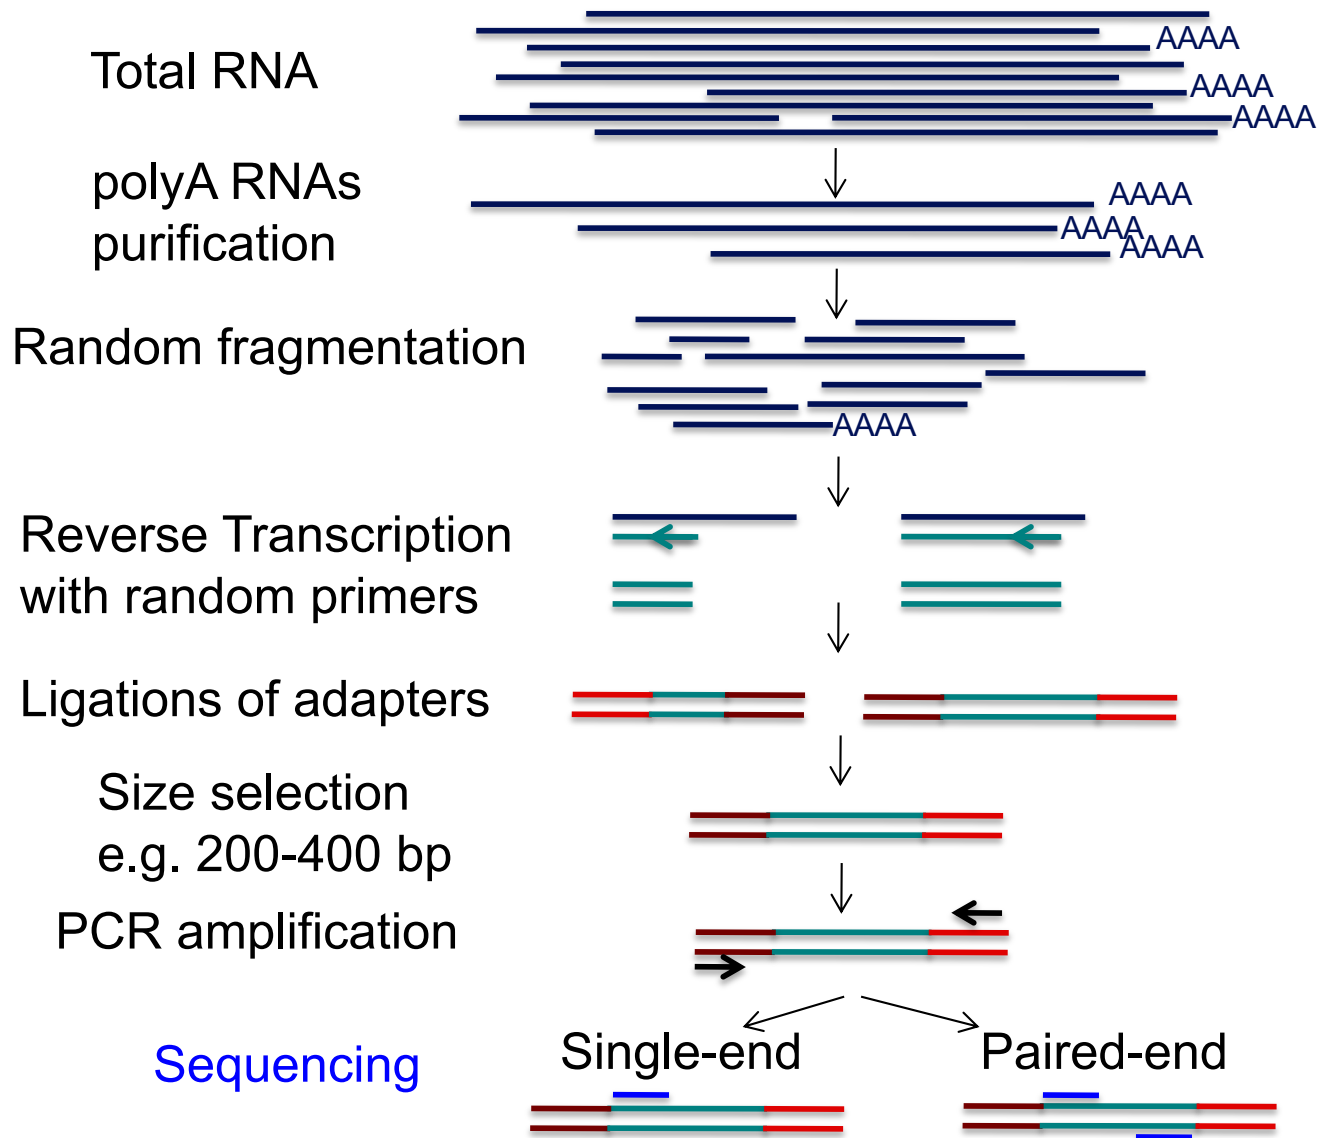 Total RNA
AAAA
AAAA
AAAA
polyA RNAs
purification
AAAA
AAAA
AAAA
Random fragmentation
AAAA
Reverse Transcription
with random primers
Ligations of adapters
Size selection
e.g. 200-400 bp
PCR amplification
Sequencing
Single-end
Paired-end